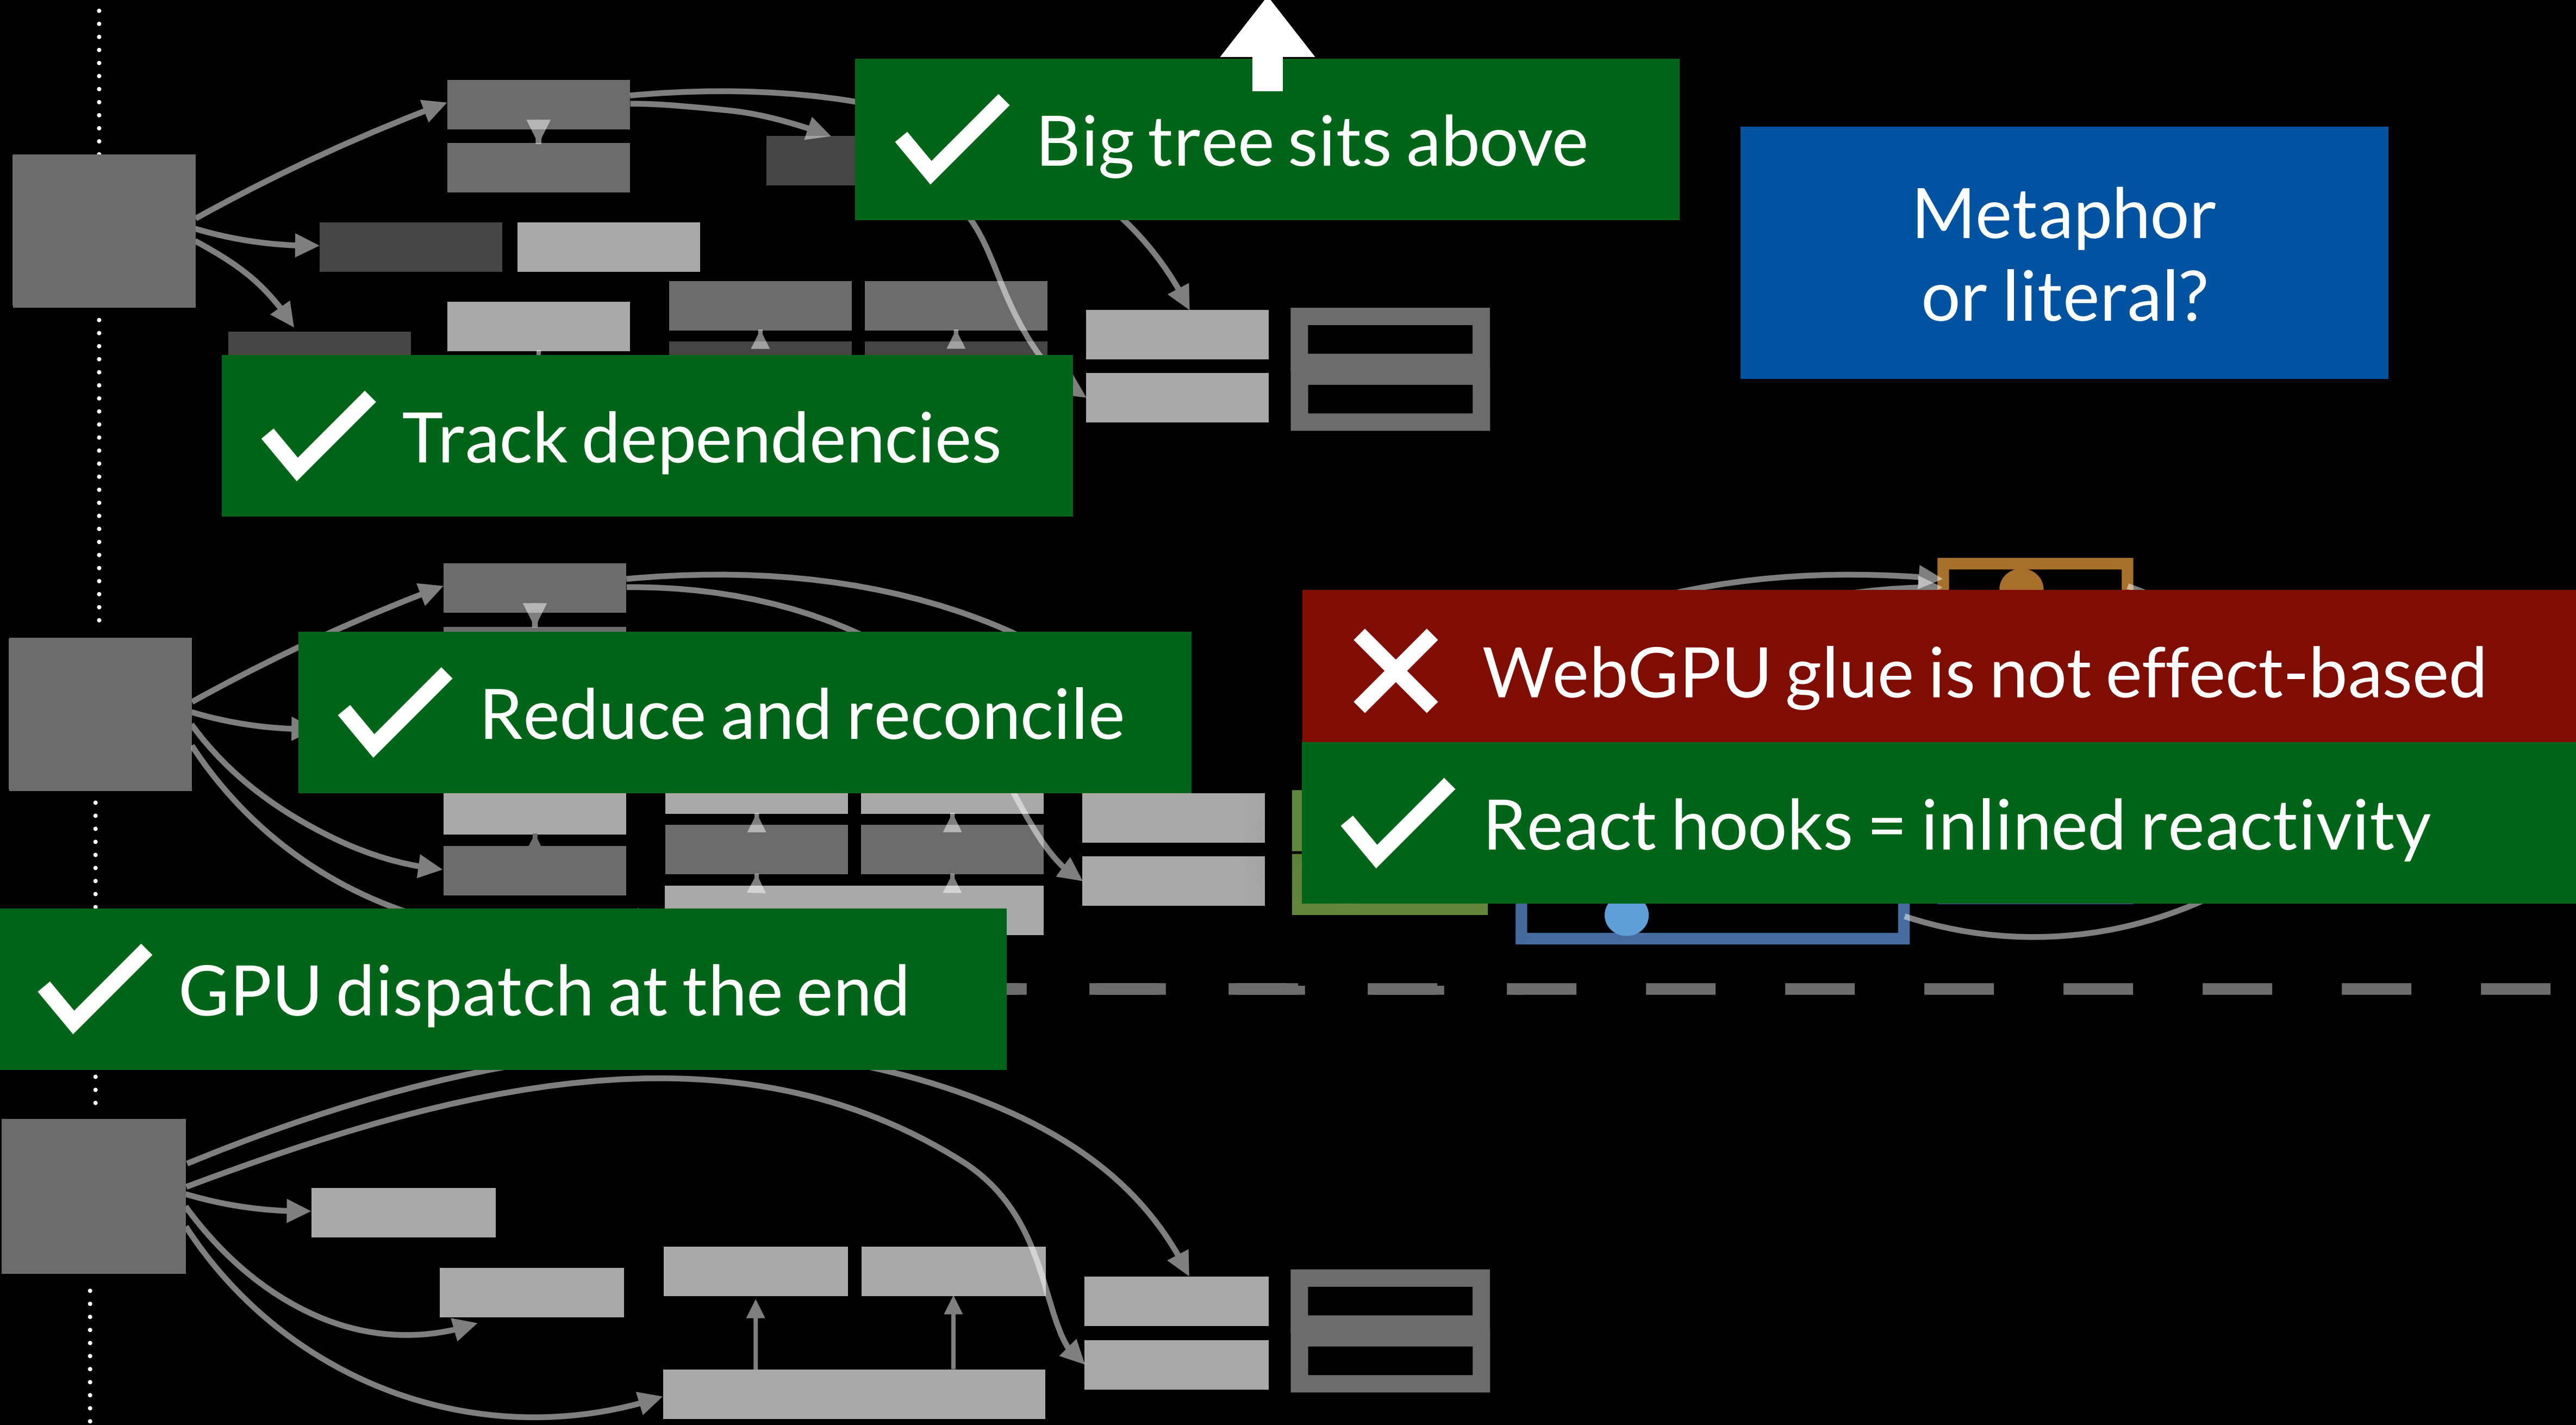 Big tree sits above
Metaphor
or literal?
Track dependencies
Reduce and reconcile
WebGPU glue is not effect-based
React hooks = inlined reactivity
GPU dispatch at the end